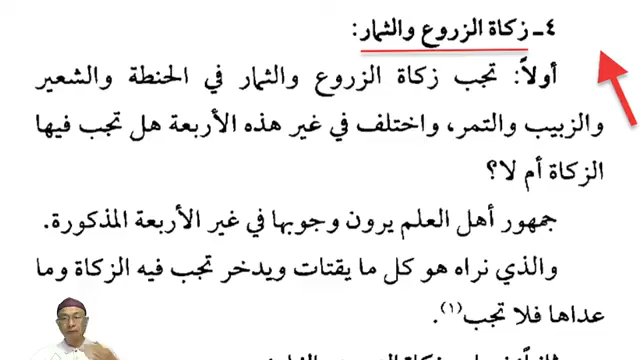 ٤ـ زكاة الزروع والثمار:
أولاً: تجب زكاة الزروع والثمار في الحنطة والشعير
والزبيب والتمر، واختلف في غير هذه الأربعة هل تجب فيها
الزكاة أم لا؟
جمهور أهل العلم يرون وجوبها في غير الأربعة المذكورة.
والذي نراه هو كل ما يقتات ويدخر تجب فيه الزكاة وما
عداها فلا تجب(١).